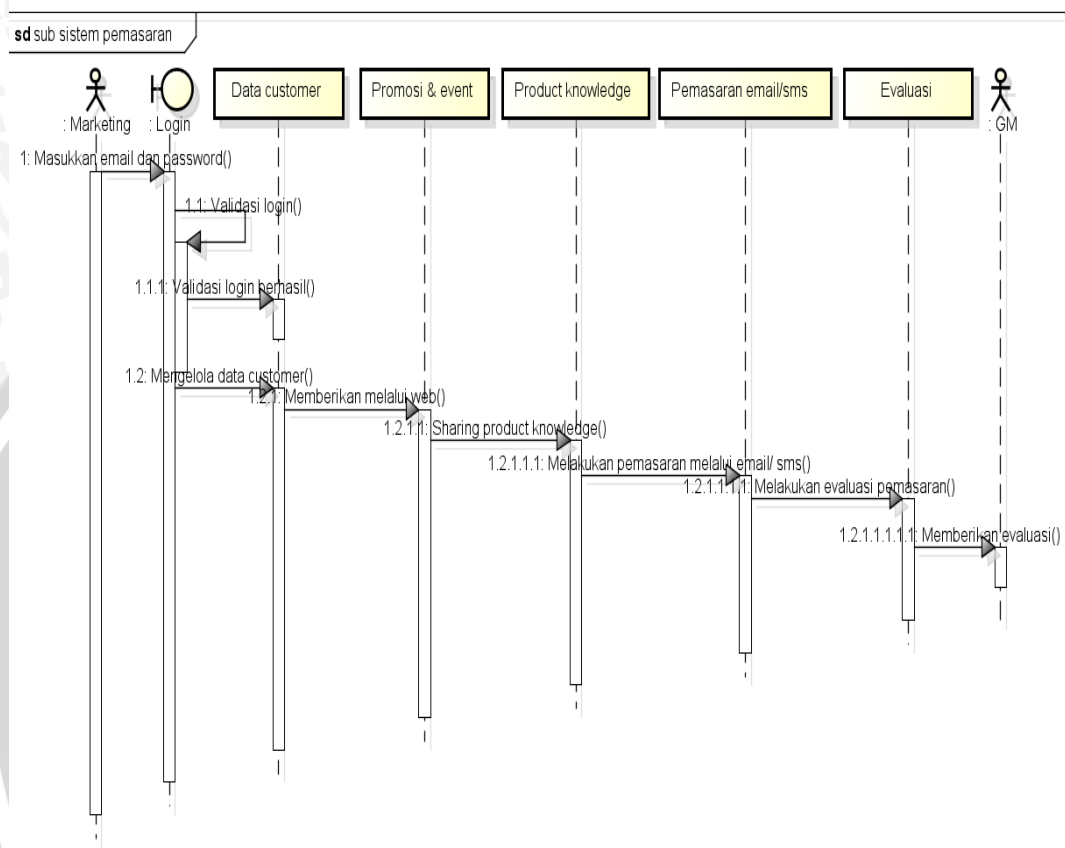 sd sub sistem pemasaran
Data customer
Promosi & event
Product knowledge
Pemasaran email/sms
Evaluasi
: Marketing
: Login
: GM
1: Masukkan email dan password()
1.1: Validasi login()
1.1.1: Validasi login berhasil()
1.2: Mengelola data customer()
1.2.1: Memberikan melalui web()
1.2.1.1: Sharing product knowledge()
1.2.1.1.1: Melakukan pemasaran melalui email/ sms()
1.2.1.1.1.1: Melakukan evaluasi pemasaran()
1.2.1.1.1.1.1: Memberikan evaluasi()